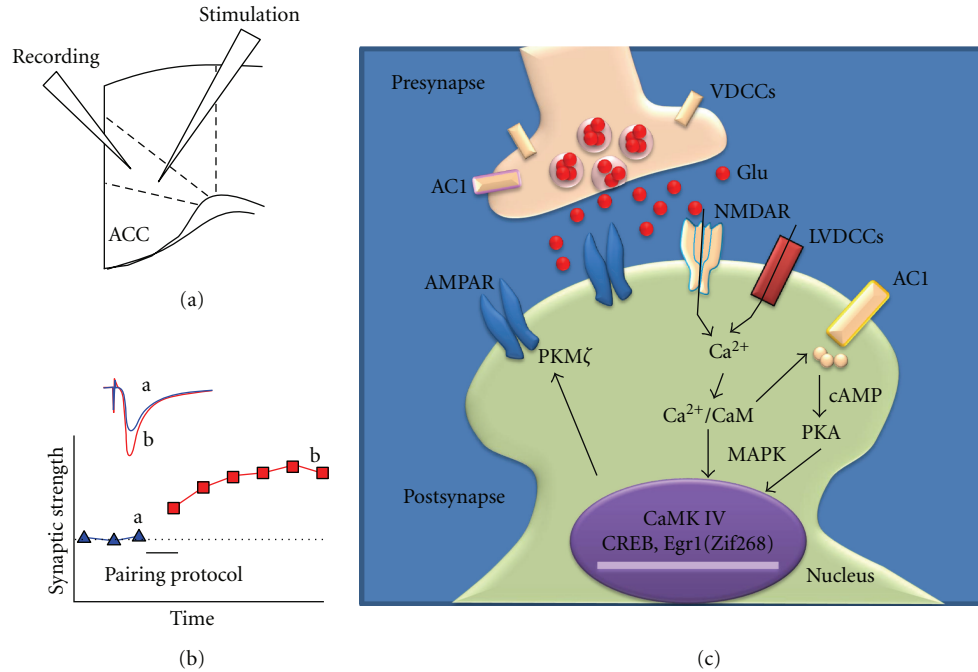 (a)
Stimulation
Recording
ACC
(a)
a
b
Synaptic strength
a
b
Pairing protocol
Time
(b)
Presynapse
VDCCs
AC1
Glu
NMDAR
LVDCCs
AMPAR
AC1
PKMζ
Ca²⁺
cAMP
Ca²⁺/CaM
PKA
MAPK
Postsynapse
CaMK IV
CREB, Egr1(Zif268)
Nucleus
(c)